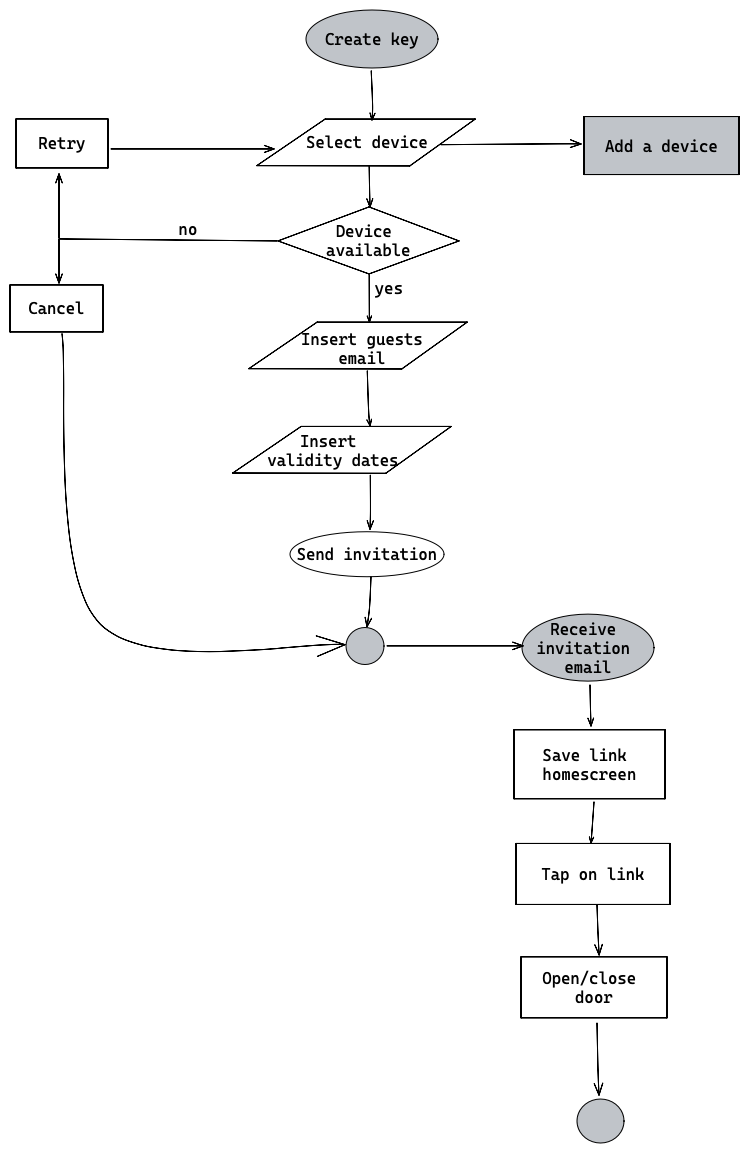 Create key
Retry
Select device
Add a device
no
Device
available
yes
Cancel
Insert guests
email
Insert
validity dates
Send invitation
Receive
invitation
email
Save link
homescreen
Tap on link
Open/close
door